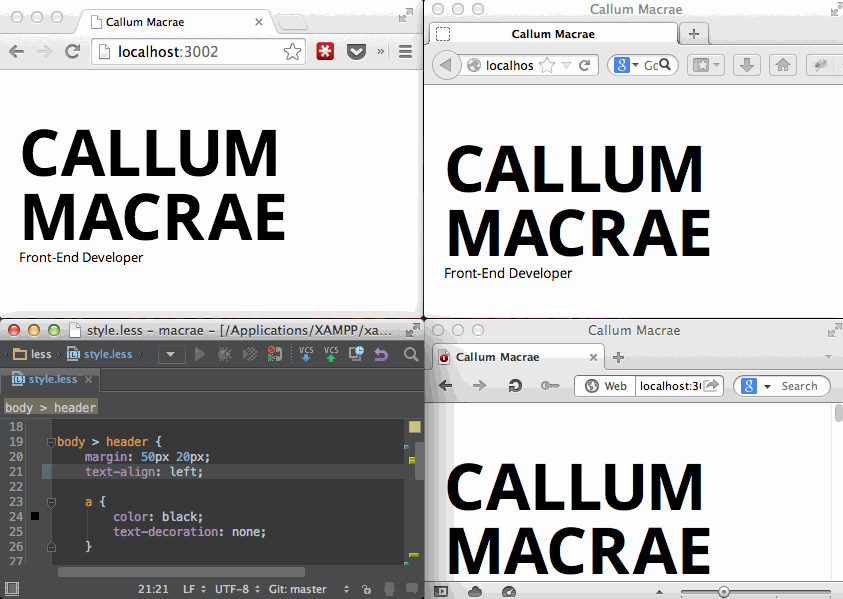 Callum Macrae
localhost:3002
CALLUM
MACRAE
Front-End Developer
Callum Macrae
Callum Macrae
localhos
CALLUM
MACRAE
Front-End Developer
style.less – macrae – [/Applications/XAMPP/xa...
less style.less
VCS VCS
style.less
body > header
18
19 body > header {
20 margin: 50px 20px;
21 text-align: left;
22
23 a {
24 color: black;
25 text-decoration: none;
26 }
27
21:21 LF UTF-8 Git: master
Callum Macrae
Callum Macrae
Web localhost:3 Search
CALLUM
MACRAE